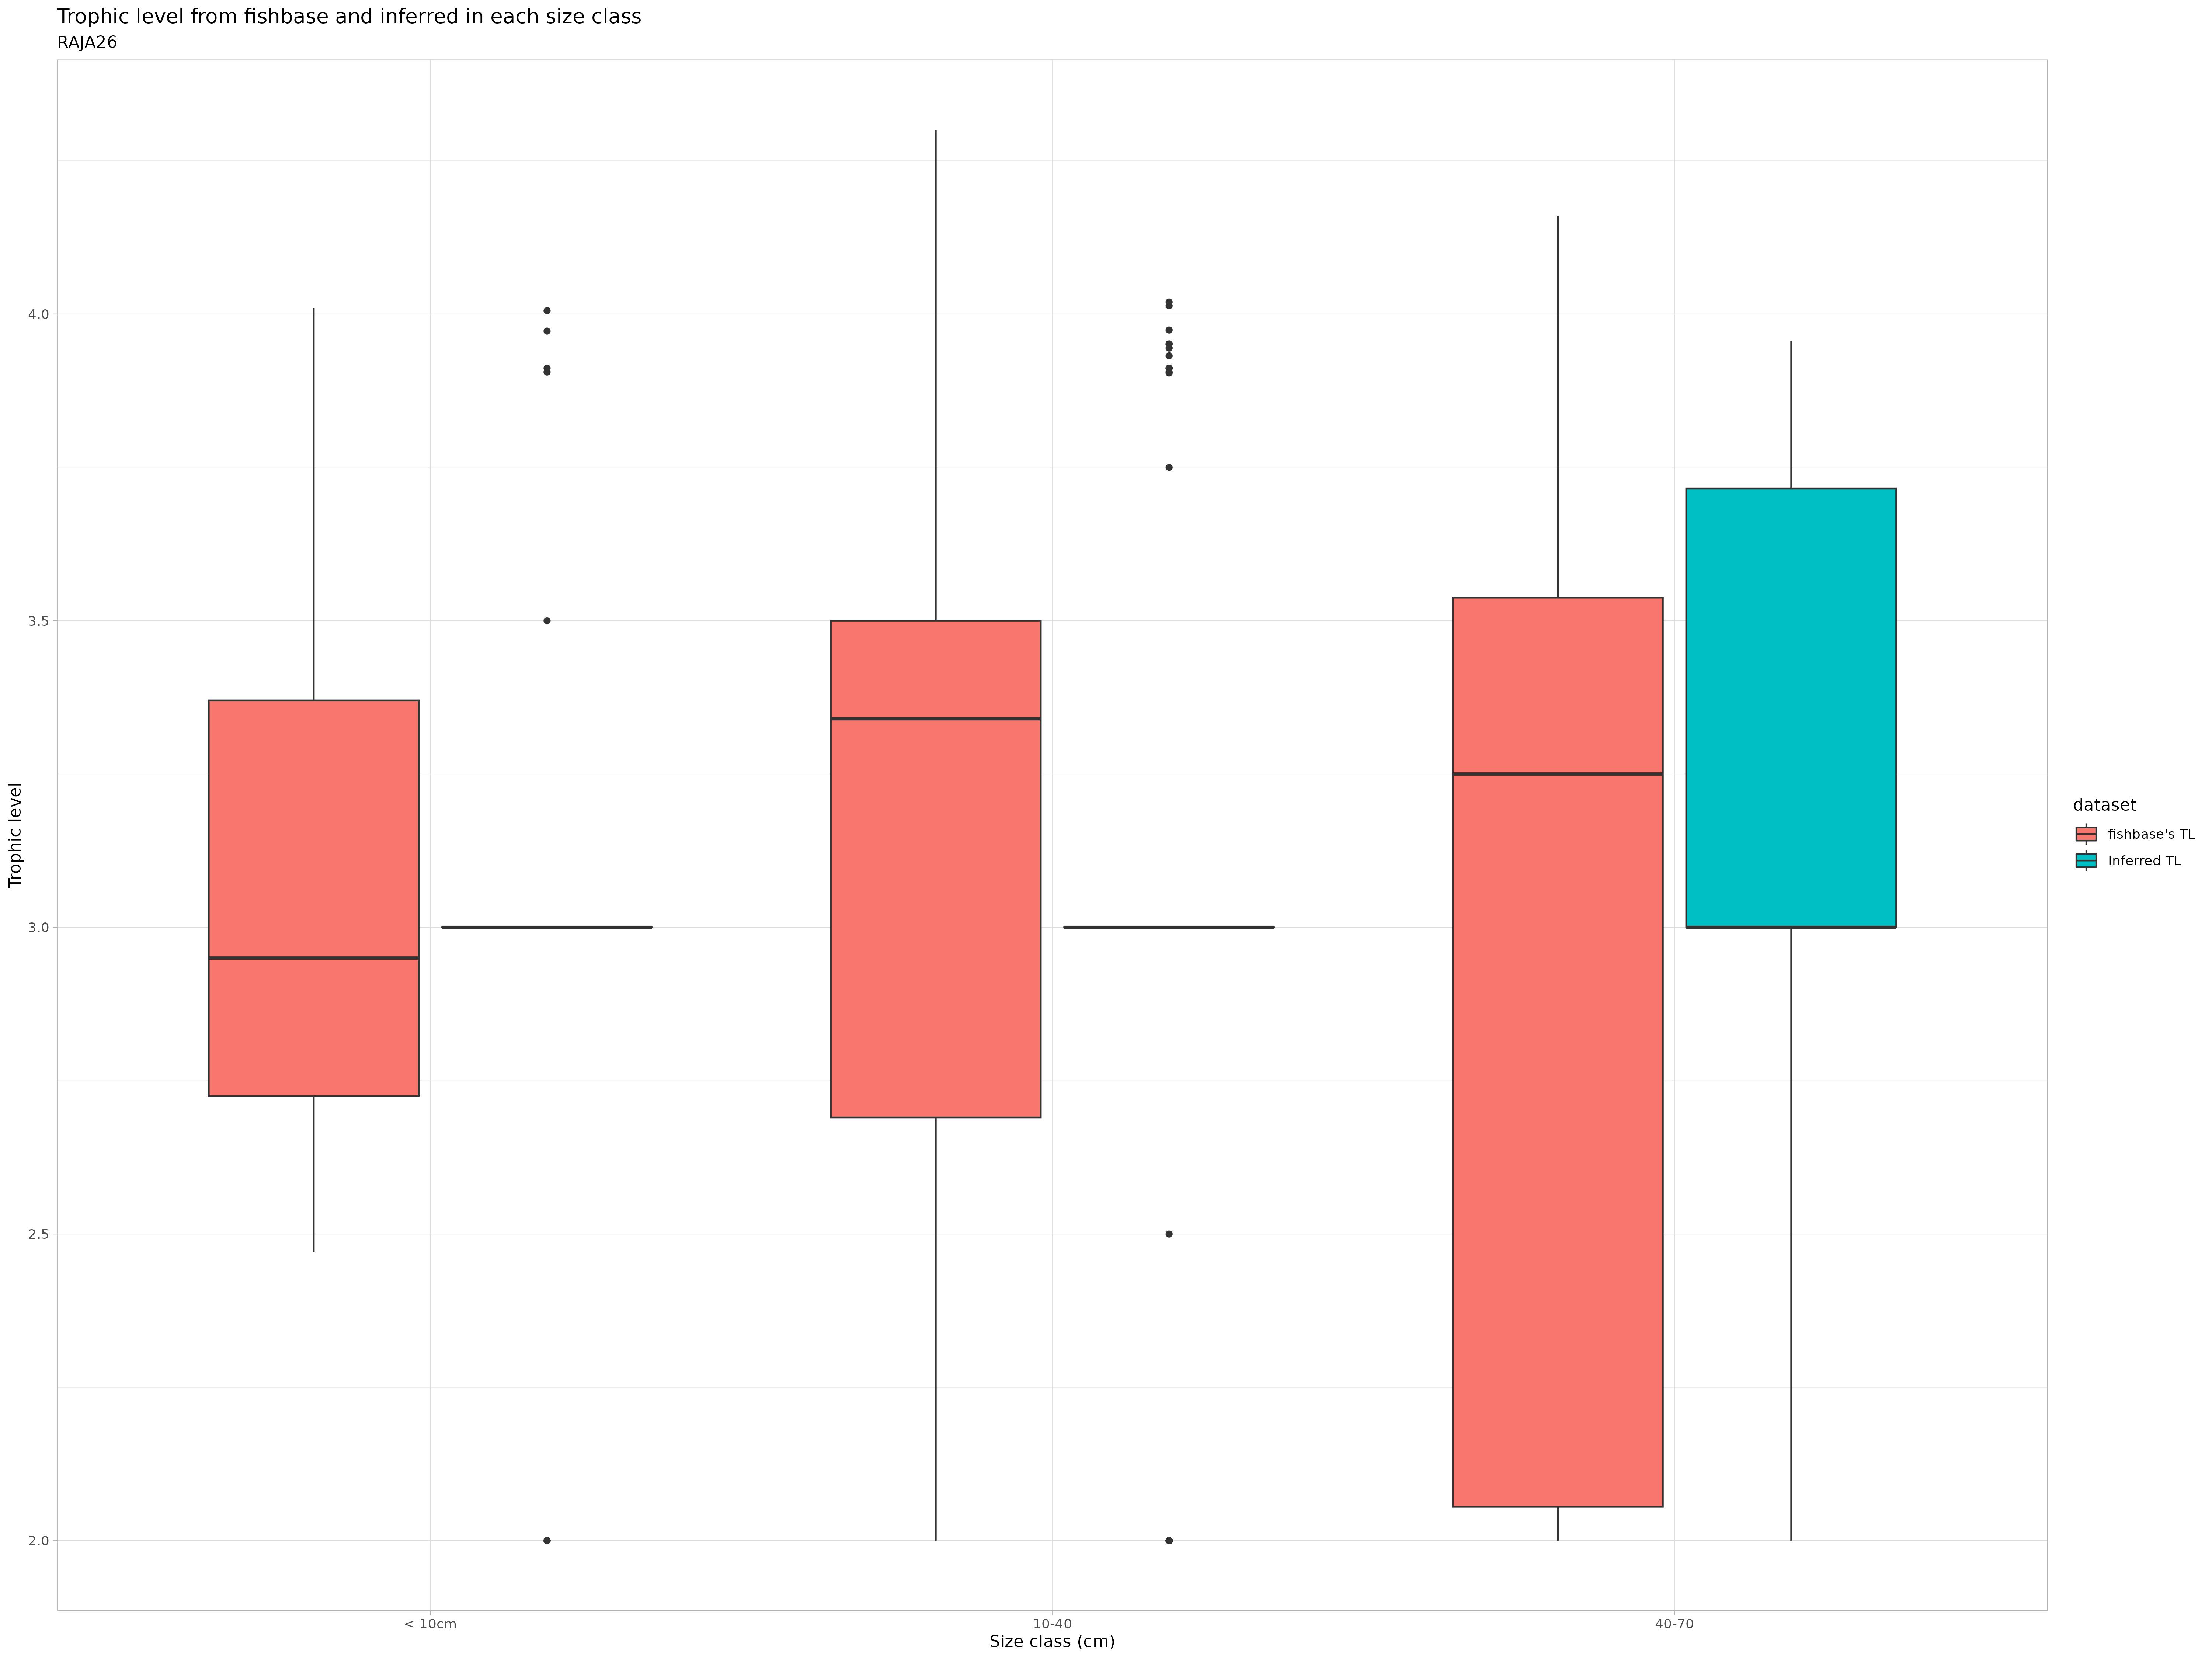 Trophic level from fishbase and inferred in each size class
RAJA26
Trophic level
4.0
3.5
3.0
2.5
2.0
< 10cm
10-40
40-70
Size class (cm)
dataset
fishbase's TL
Inferred TL